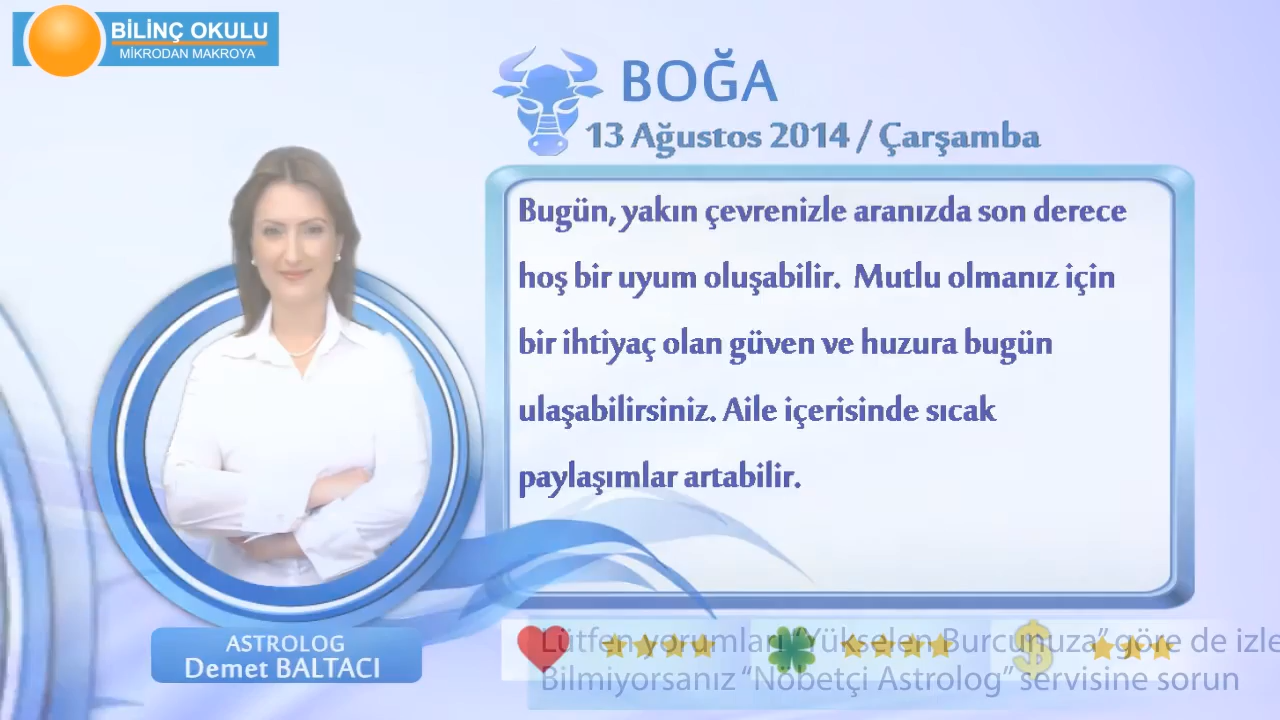 BİLİNÇ OKULU
MİKRODAN MAKROYA
BOĞA
13 Ağustos 2014 / Çarşamba
Bugün, yakın çevrenizle aranızda son derece
hoş bir uyum oluşabilir. Mutlu olmanız için
bir ihtiyaç olan güven ve huzura bugün
ulaşabilirsiniz. Aile içerisinde sıcak
paylaşımlar artabilir.
ASTROLOG
Demet BALTACI
Lütfen yorumları "Yükselen Burcunuza" göre de izle
Bilmiyorsanız "Nöbetçi Astrolog" servisine sorun